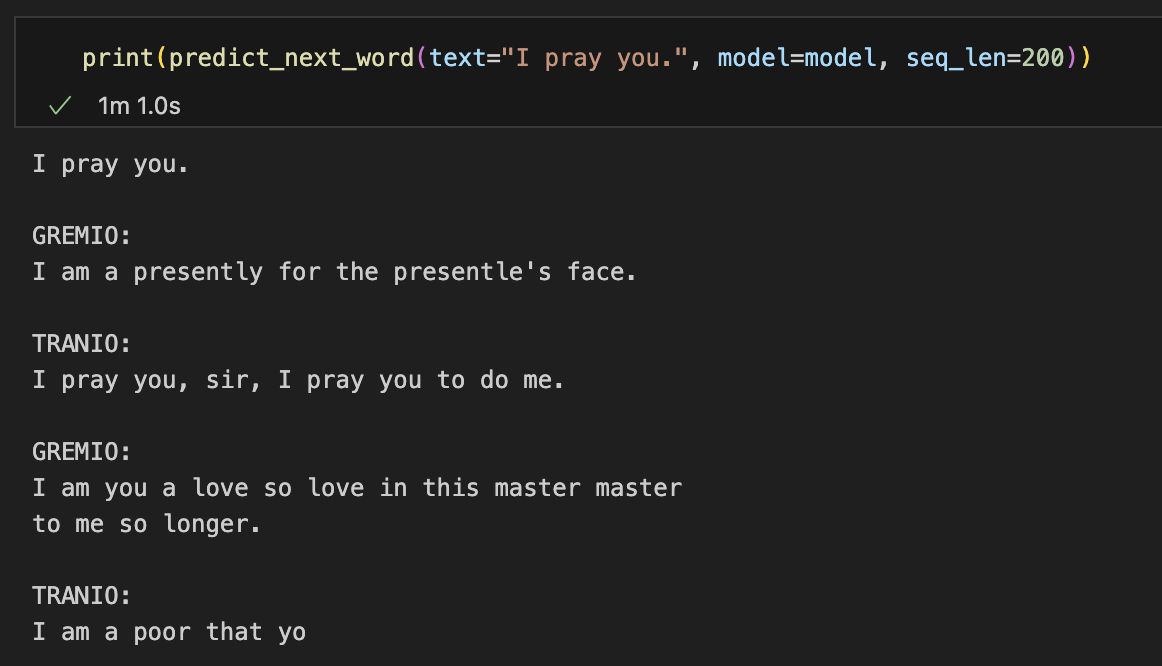 print(predict_next_word(text="I pray you.", model=model, seq_len=200))
1m 1.0s
I pray you.
GREMIO:
I am a presently for the presentle's face.
TRANIO:
I pray you, sir, I pray you to do me.
GREMIO:
I am you a love so love in this master master
to me so longer.
TRANIO:
I am a poor that yo